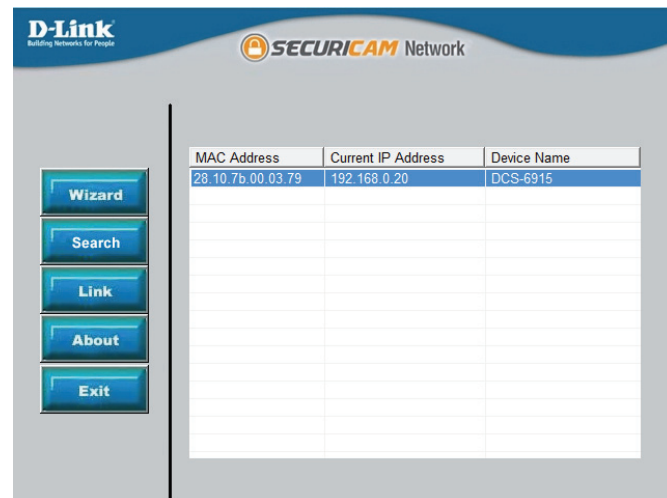 D-Link
Building Networks for People
SECURICAM Network
MAC Address Current IP Address Device Name
28.10.7b.00.03.79 192.168.0.20 DCS-6915
Wizard
Search
Link
About
Exit